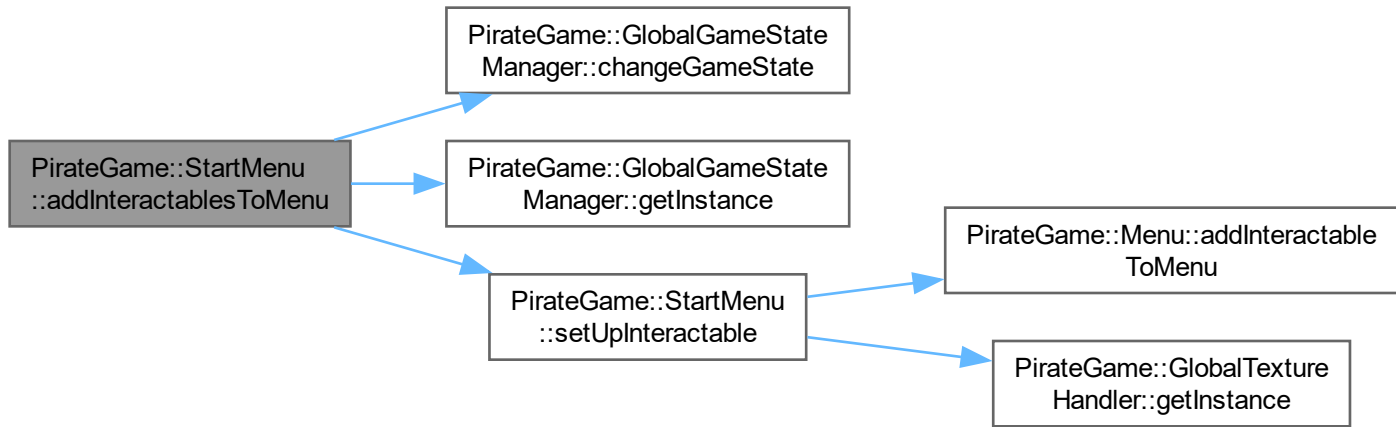 PirateGame::GlobalGameState
Manager::changeGameState
PirateGame::StartMenu
::addInteractablesToMenu
PirateGame::GlobalGameState
Manager::getInstance
PirateGame::StartMenu
::setUpInteractable
PirateGame::Menu::addInteractable
ToMenu
PirateGame::GlobalTexture
Handler::getInstance